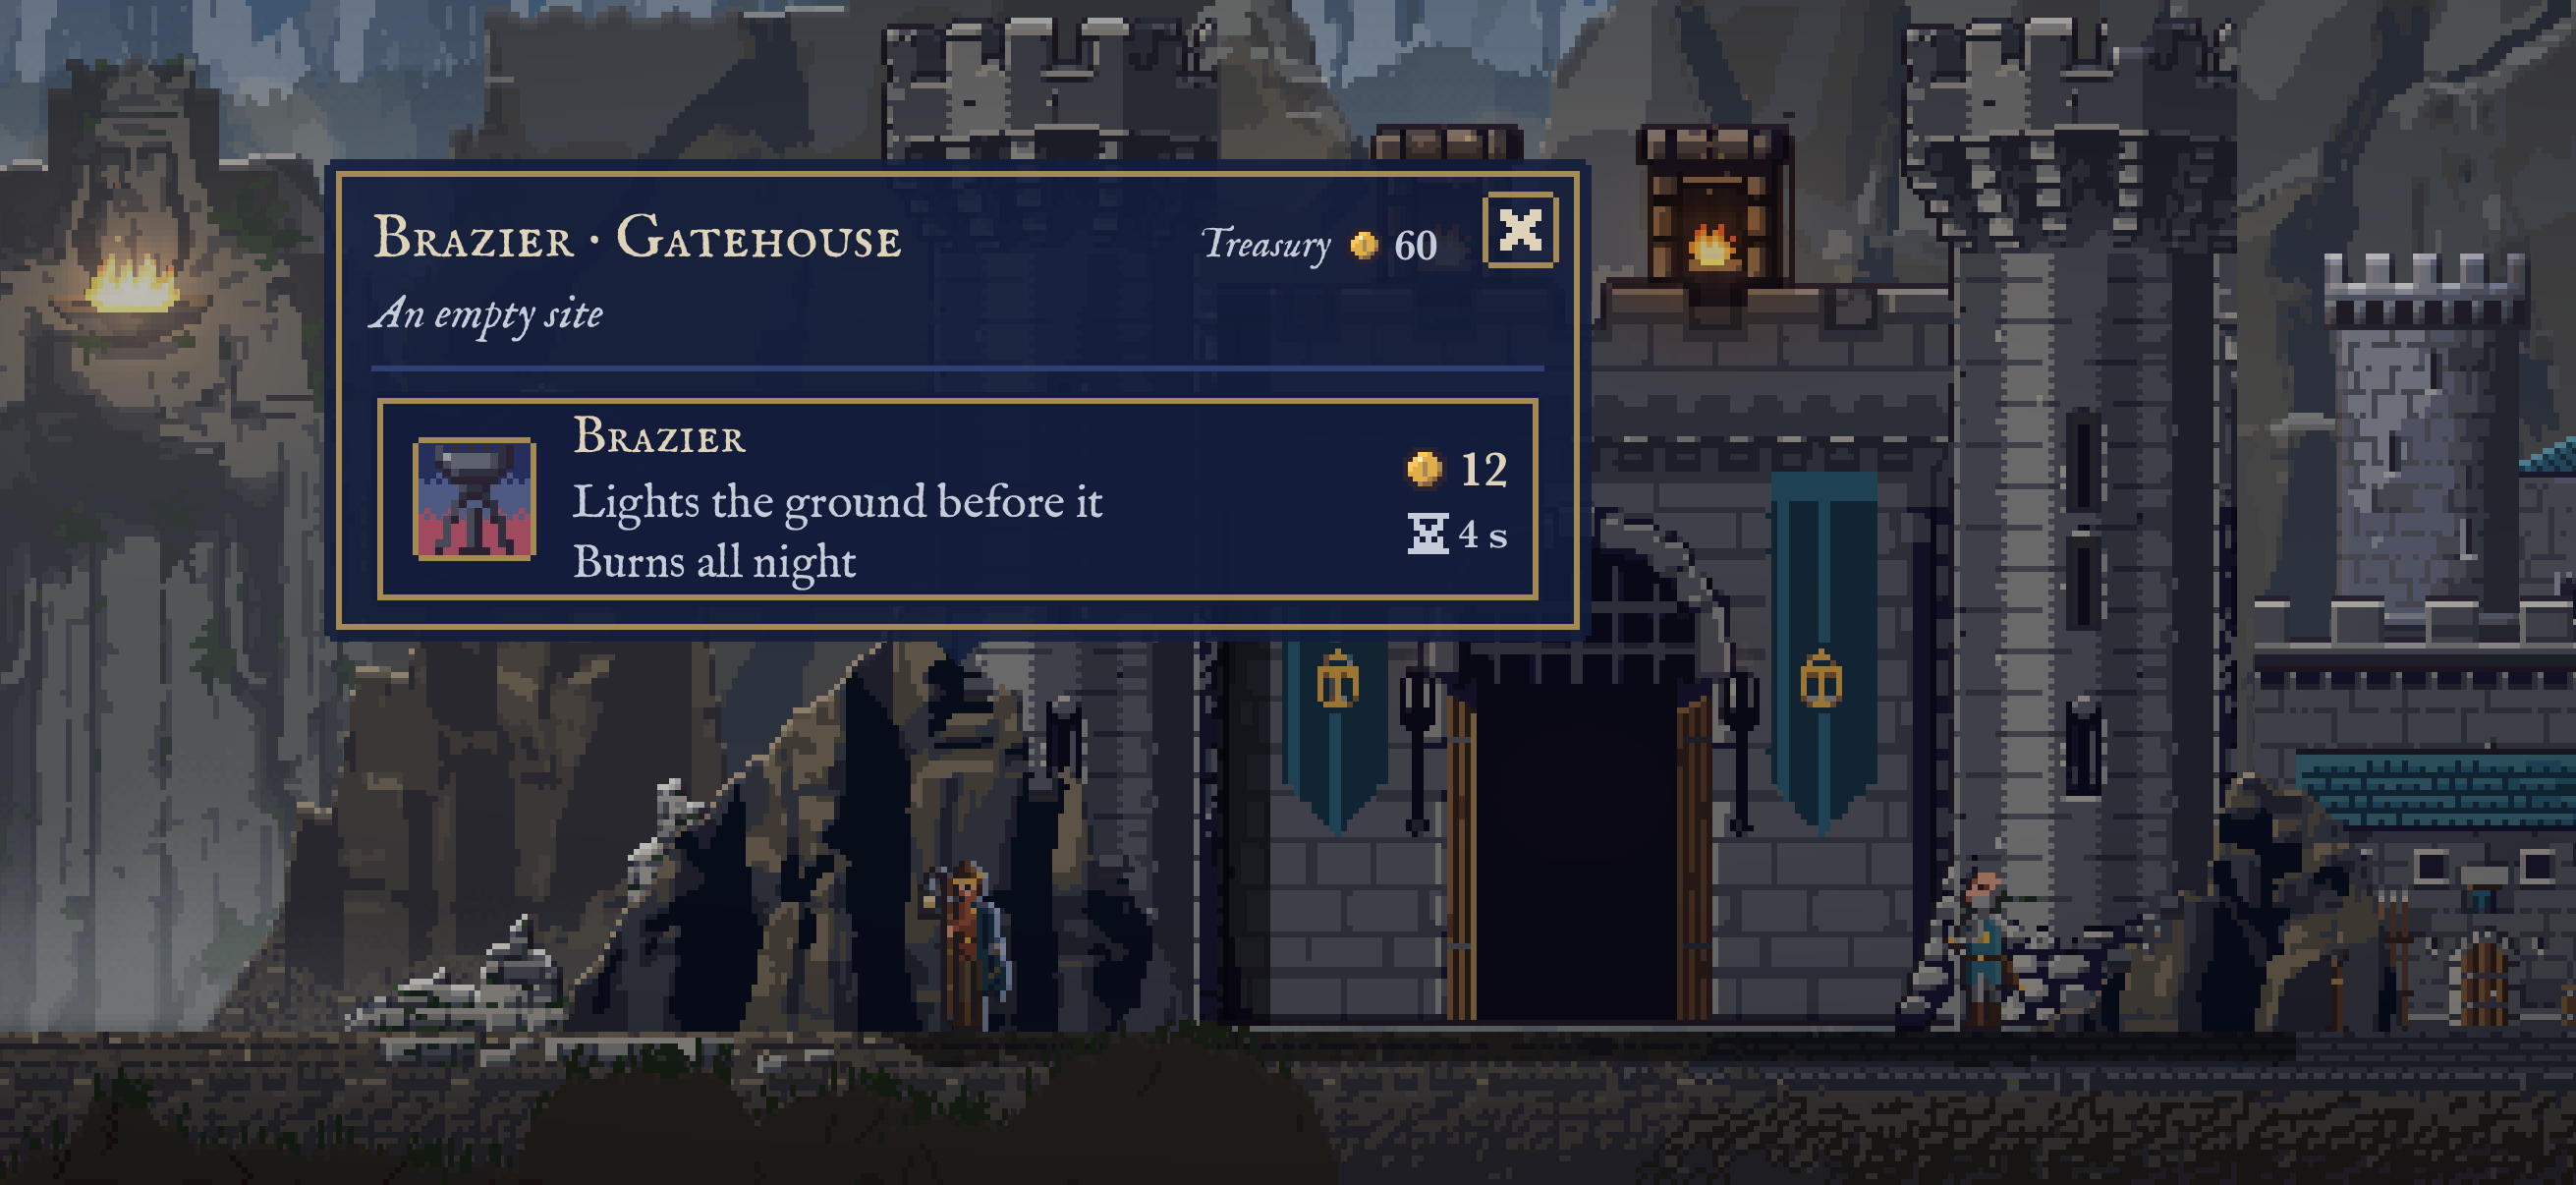 Brazier · Gatehouse
Treasury 60
An empty site
Brazier
Lights the ground before it
Burns all night
12
4 s